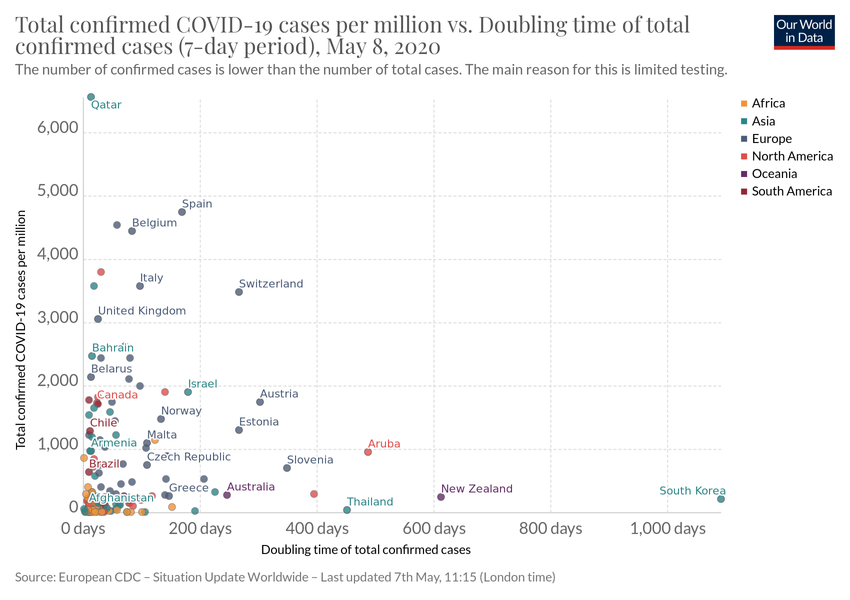 Total confirmed COVID-19 cases per million vs. Doubling time of total
confirmed cases (7-day period), May 8, 2020
The number of confirmed cases is lower than the number of total cases. The main reason for this is limited testing.
Our World
in Data
Africa
Asia
Europe
North America
Oceania
South America
Total confirmed COVID-19 cases per million
6,000
5,000
4,000
3,000
2,000
1,000
0
Qatar
Spain
Belgium
Italy
Switzerland
United Kingdom
Bahrain
Belarus
Israel
Canada
Austria
Norway
Chile
Estonia
Malta
Armenia
Aruba
Czech Republic
Brazil
Slovenia
Greece
Australia
New Zealand
South Korea
Afghanistan
Thailand
0 days
200 days
400 days
600 days
800 days
1,000 days
Doubling time of total confirmed cases
Source: European CDC – Situation Update Worldwide – Last updated 7th May, 11:15 (London time)